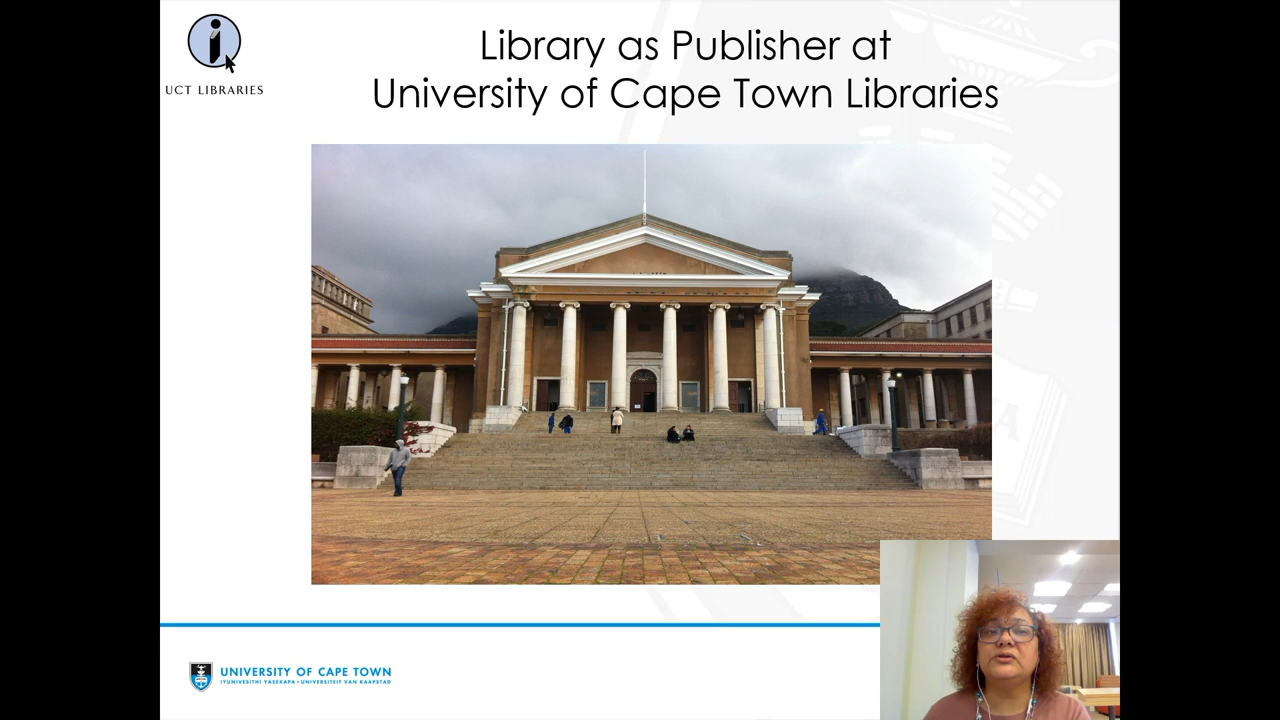 UCT LIBRARIES
Library as Publisher at
University of Cape Town Libraries
UNIVERSITY OF CAPE TOWN
IYUNIVESITHI YASEKAPA • UNIVERSITEIT VAN KAAPSTAD